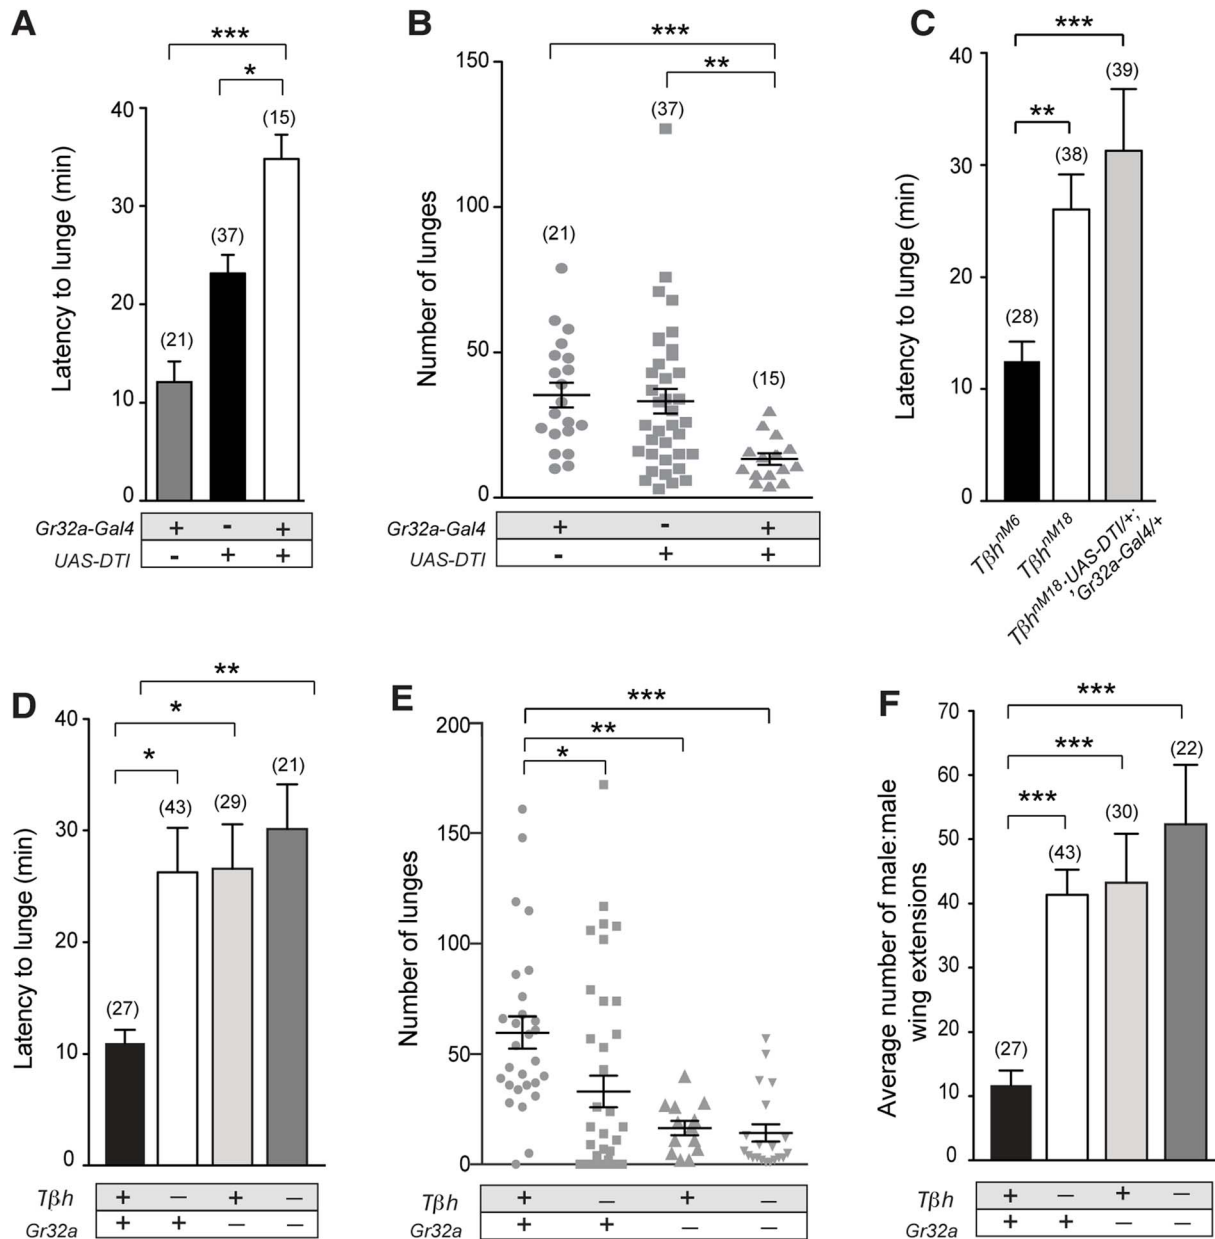 A
***
*
Latency to lunge (min)
40
30
20
10
0
(21)
(37)
(15)
Gr32a-Gal4 + - +
UAS-DTI - + +
B
***
**
Number of lunges
150
100
50
0
(21)
(37)
(15)
Gr32a-Gal4 + - +
UAS-DTI - + +
C
***
**
Latency to lunge (min)
40
30
20
10
0
(28)
(38)
(39)
Tβh^nM6
Tβh^nM18
Tβh^nM18;UAS-DTI/+;
;Gr32a-Gal4/+
D
**
*
*
Latency to lunge (min)
40
30
20
10
0
(27)
(43)
(29)
(21)
Tβh + – + –
Gr32a + + – –
E
***
**
*
Number of lunges
200
150
100
50
0
Tβh + – + –
Gr32a + + – –
F
***
***
***
Average number of male:male
wing extensions
70
60
50
40
30
20
10
0
(27)
(43)
(30)
(22)
Tβh + – + –
Gr32a + + – –